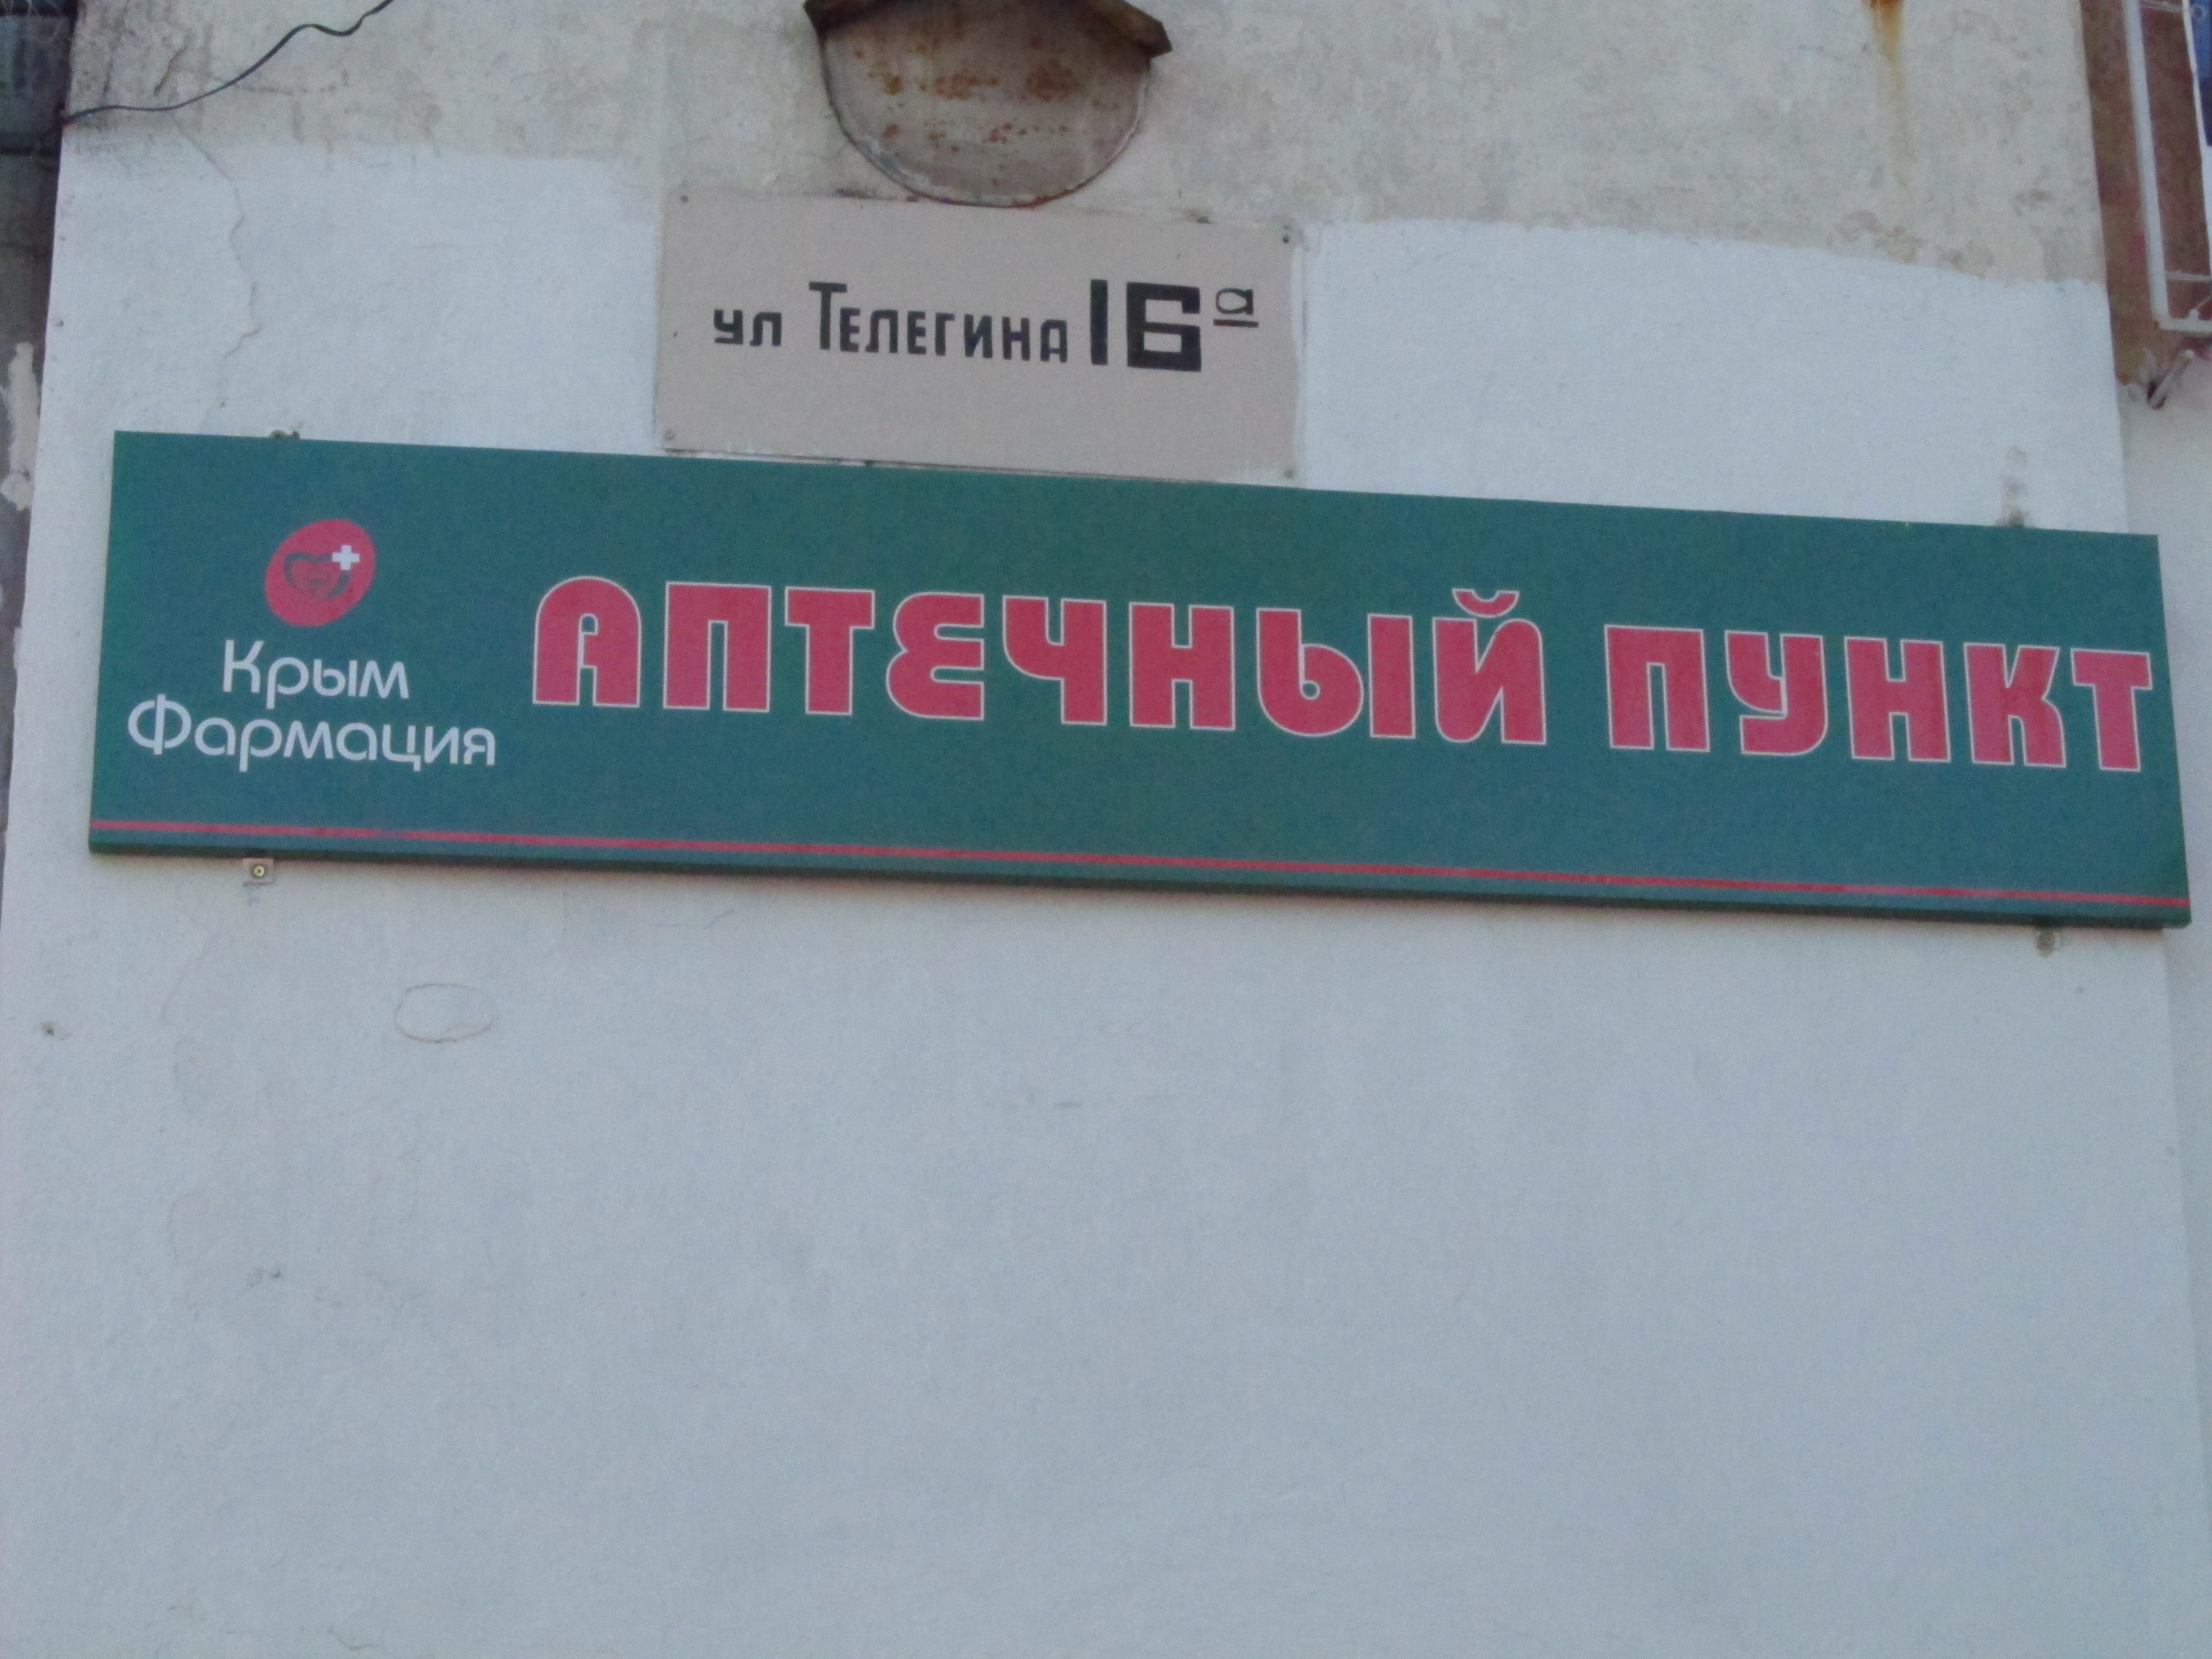 ул Телегина 16а
Крым
Фармация
АПТЕЧНЫЙ ПУНКТ